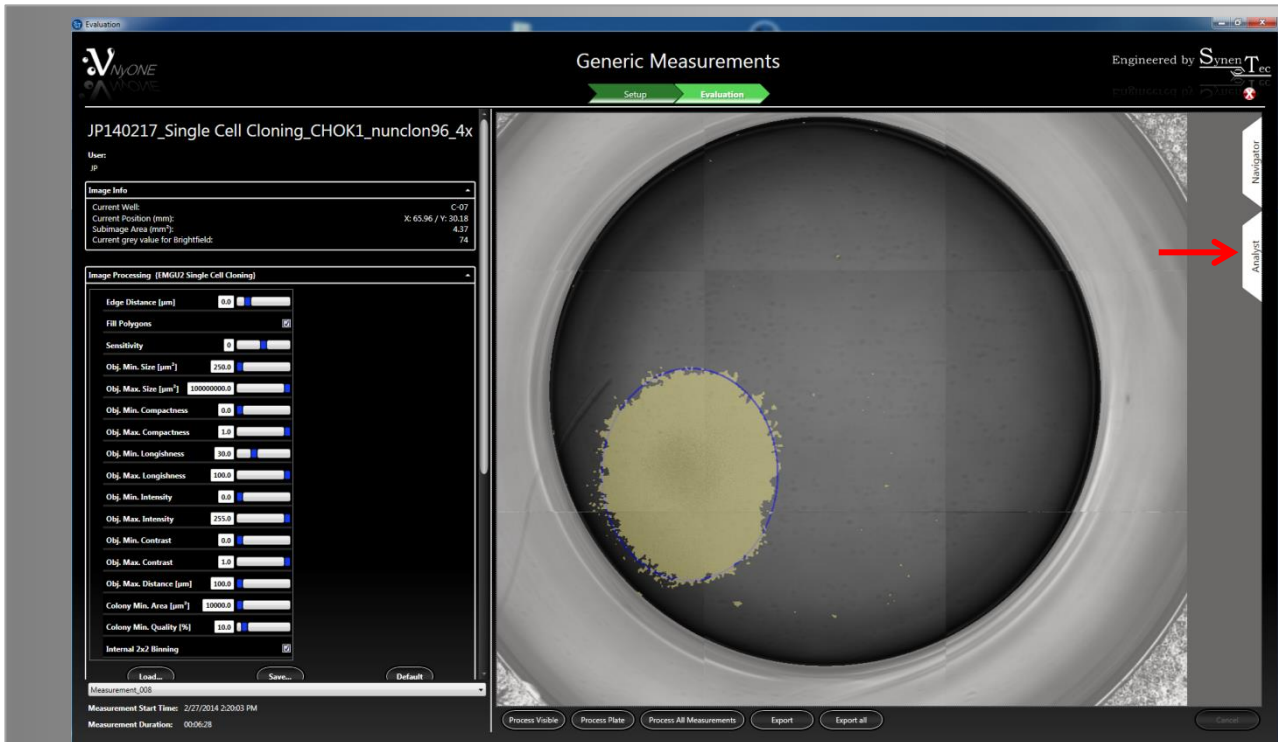 Evaluation
VNyONE
Generic Measurements
Engineered by SynenTec
Setup
Evaluation
JP140217_Single Cell Cloning_CHOK1_nunclon96_4x
User:
JP
Image Info
Current Well: C-07
Current Position (mm): X: 65.96 / Y: 30.18
Subimage Area (mm²): 4.37
Current grey value for Brightfield: 74
Image Processing (EMGU2 Single Cell Cloning)
Edge Distance [µm] 0.0
Fill Polygons
Sensitivity 0
Obj. Min. Size [µm²] 250.0
Obj. Max. Size [µm²] 100000000.0
Obj. Min. Compactness 0.0
Obj. Max. Compactness 1.0
Obj. Min. Longishness 30.0
Obj. Max. Longishness 100.0
Obj. Min. Intensity 0.0
Obj. Max. Intensity 255.0
Obj. Min. Contrast 0.0
Obj. Max. Contrast 1.0
Obj. Max. Distance [µm] 100.0
Colony Min. Area [µm²] 10000.0
Colony Min. Quality [%] 10.0
Internal 2x2 Binning
Load... Save... Default
Measurement_008
Measurement Start Time: 2/27/2014 2:20:03 PM
Measurement Duration: 00:06:28
Navigator
Analyst
Process Visible Process Plate Process All Measurements Export Export all
Cancel